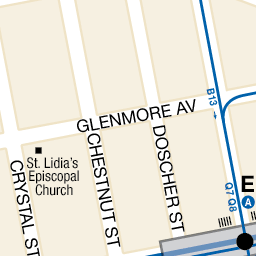 B13
GLENMORE AV
St. Lidia's
Episcopal
Church
CRYSTAL ST
CHESTNUT ST
DOSCHER ST
Q7 Q8
E
A